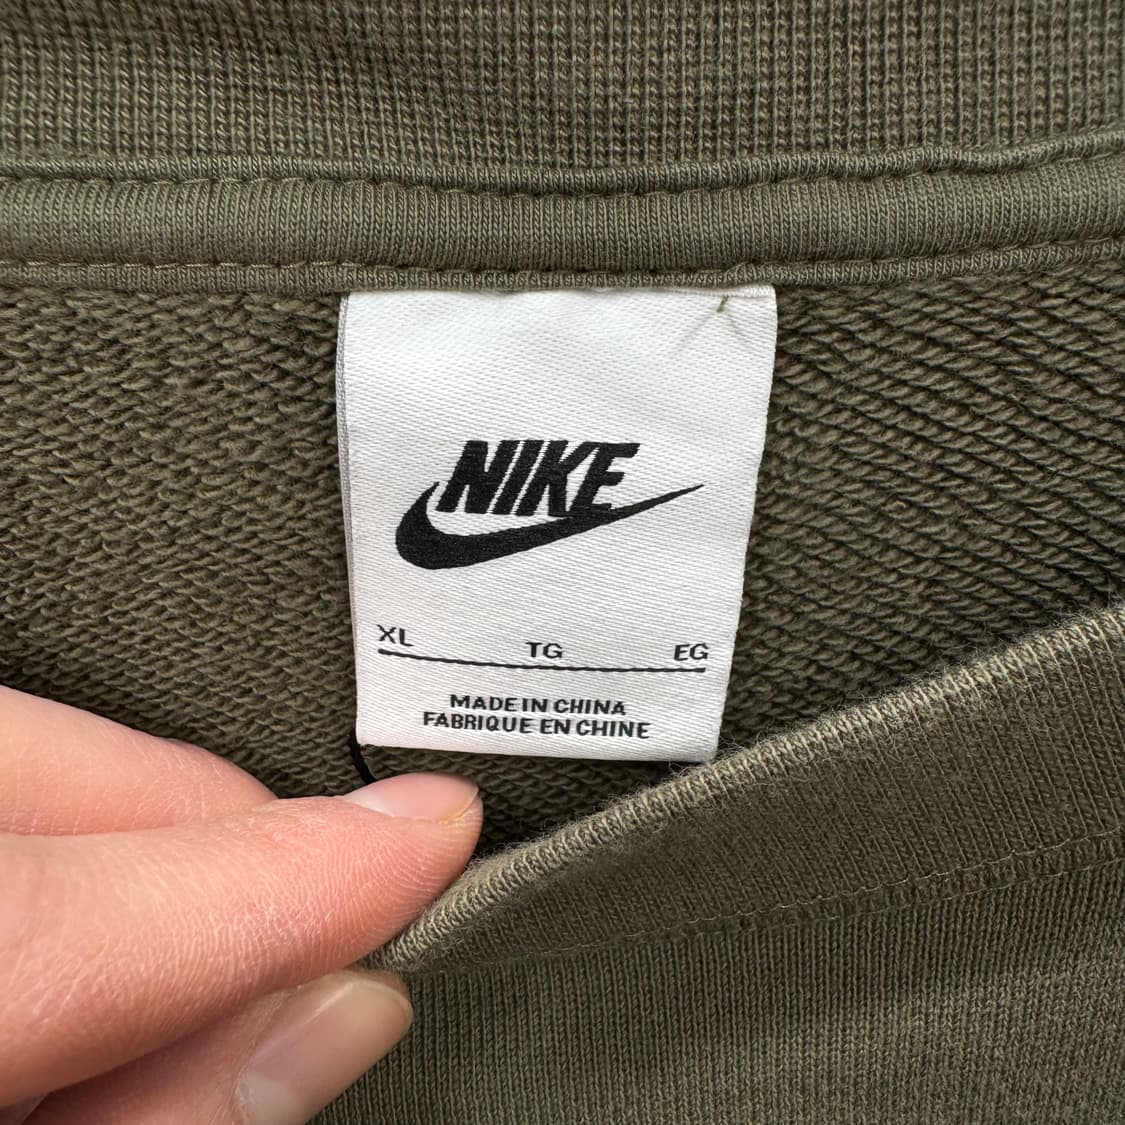 NIKE
XL TG EG
MADE IN CHINA
FABRIQUE EN CHINE